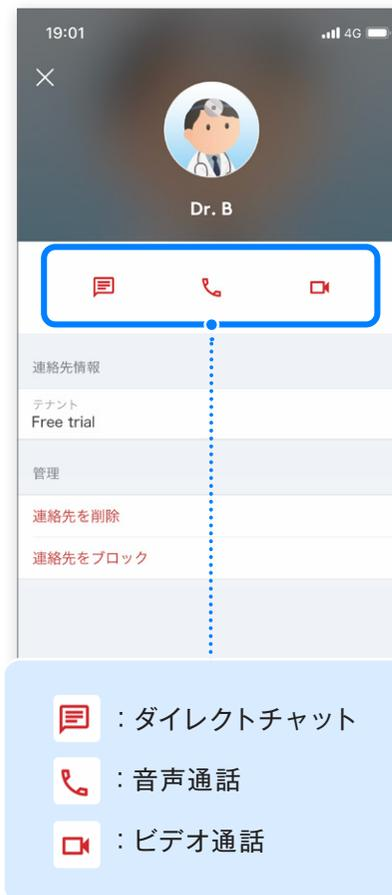 19:01 4G
Dr. B
連絡先情報
テナント
Free trial
管理
連絡先を削除
連絡先をブロック
：ダイレクトチャット
：音声通話
：ビデオ通話